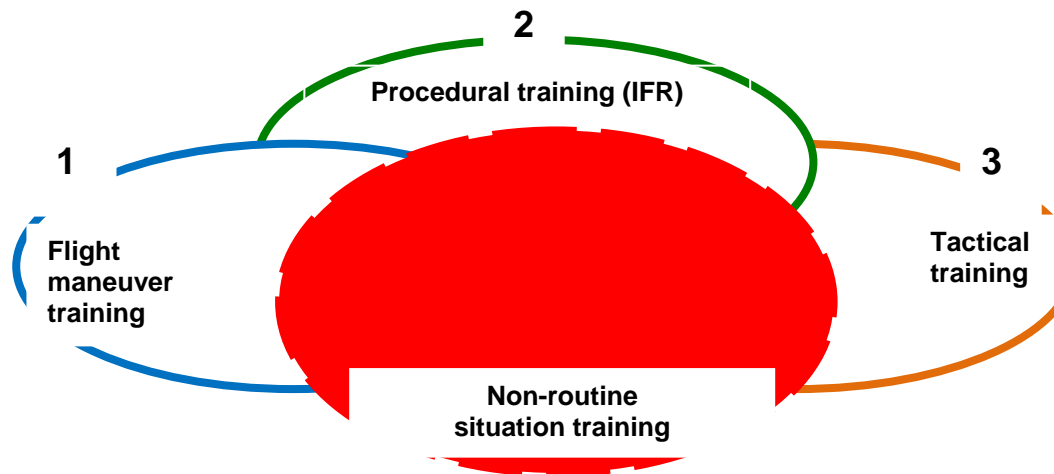 2
Procedural training (IFR)
1
3
Flight
maneuver
training
Tactical
training
Non-routine
situation training